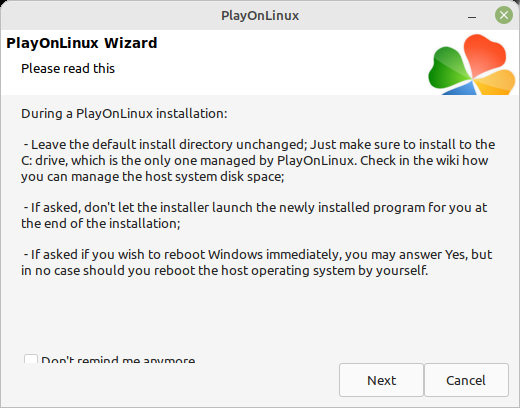 PlayOnLinux
PlayOnLinux Wizard
Please read this
During a PlayOnLinux installation:
- Leave the default install directory unchanged; Just make sure to install to the
C: drive, which is the only one managed by PlayOnLinux. Check in the wiki how
you can manage the host system disk space;
- If asked, don't let the installer launch the newly installed program for you at
the end of the installation;
- If asked if you wish to reboot Windows immediately, you may answer Yes, but
in no case should you reboot the host operating system by yourself.
Don't remind me anymore
Next
Cancel